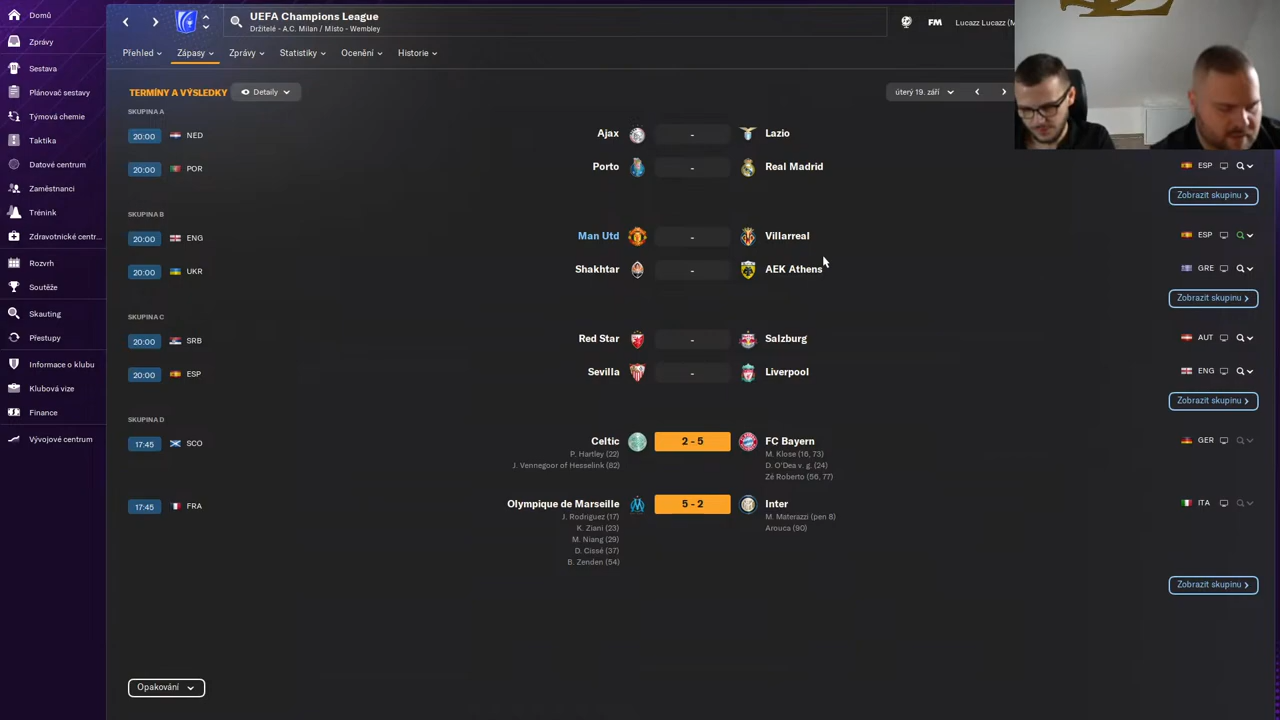 Domů
Zprávy
Sestava
Plánovač sestavy
Týmová chemie
Taktika
Datové centrum
Zaměstnanci
Trénink
Zdravotnické centr...
Rozvrh
Soutěže
Skauting
Přestupy
Informace o klubu
Klubová vize
Finance
Vývojové centrum
UEFA Champions League
Držitelé - A.C. Milan / Místo - Wembley
FM
Lucazz Lucazz (M
Přehled
Zápasy
Zprávy
Statistiky
Ocenění
Historie
TERMÍNY A VÝSLEDKY
Detaily
úterý 19. září
SKUPINA A
20:00 NED Ajax - Lazio
20:00 POR Porto - Real Madrid ESP
Zobrazit skupinu
SKUPINA B
20:00 ENG Man Utd - Villarreal ESP
20:00 UKR Shakhtar - AEK Athens GRE
Zobrazit skupinu
SKUPINA C
20:00 SRB Red Star - Salzburg AUT
20:00 ESP Sevilla - Liverpool ENG
Zobrazit skupinu
SKUPINA D
17:45 SCO Celtic 2 - 5 FC Bayern GER
P. Hartley (22) M. Klose (16, 73)
J. Vennegoor of Hesselink (82) D. O'Dea v. g. (24)
Zé Roberto (56, 77)
17:45 FRA Olympique de Marseille 5 - 2 Inter ITA
J. Rodriguez (17) M. Materazzi (pen 8)
K. Ziani (23) Arouca (90)
M. Niang (29)
D. Cissé (37)
B. Zenden (54)
Zobrazit skupinu
Opakování